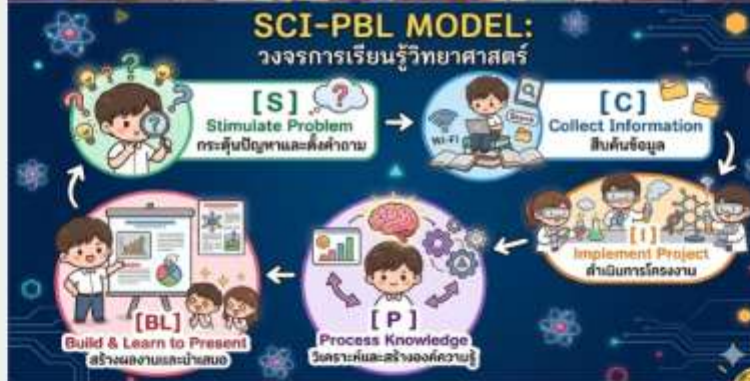 SCI-PBL MODEL:
วงจรการเรียนรู้วิทยาศาสตร์
[S]
Stimulate Problem
กระตุ้นปัญหาและตั้งคำถาม
[C]
Collect Information
สืบค้นข้อมูล
Wi-Fi
Search
[I]
Implement Project
ดำเนินการโครงงาน
[P]
Process Knowledge
วิเคราะห์และสร้างองค์ความรู้
[BL]
Build & Learn to Present
สร้างผลงานและนำเสนอ